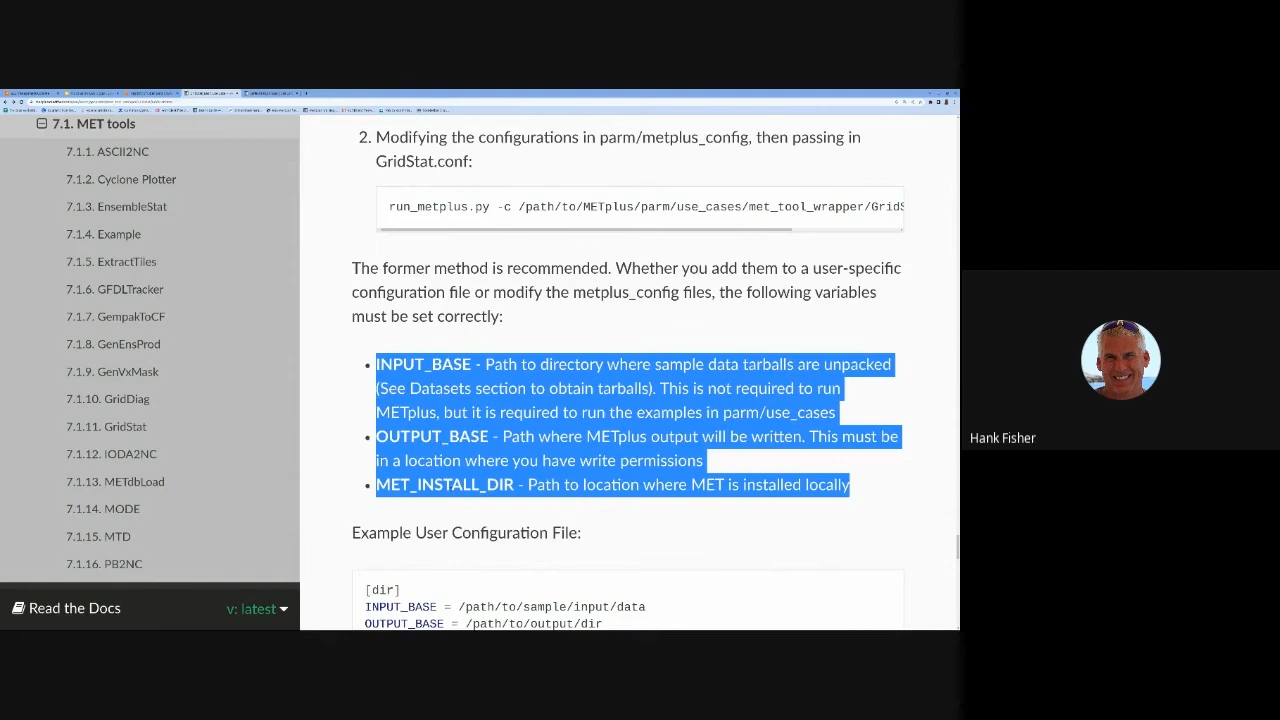 7.1. MET tools
7.1.1. ASCII2NC
7.1.2. Cyclone Plotter
7.1.3. EnsembleStat
7.1.4. Example
7.1.5. ExtractTiles
7.1.6. GFDLTracker
7.1.7. GempakToCF
7.1.8. GenEnsProd
7.1.9. GenVxMask
7.1.10. GridDiag
7.1.11. GridStat
7.1.12. IODA2NC
7.1.13. METdbLoad
7.1.14. MODE
7.1.15. MTD
7.1.16. PB2NC
Read the Docs
v: latest
2. Modifying the configurations in parm/metplus_config, then passing in
GridStat.conf:
run_metplus.py -c /path/to/METplus/parm/use_cases/met_tool_wrapper/GridS
The former method is recommended. Whether you add them to a user-specific
configuration file or modify the metplus_config files, the following variables
must be set correctly:
• INPUT_BASE - Path to directory where sample data tarballs are unpacked
(See Datasets section to obtain tarballs). This is not required to run
METplus, but it is required to run the examples in parm/use_cases
• OUTPUT_BASE - Path where METplus output will be written. This must be
in a location where you have write permissions
• MET_INSTALL_DIR - Path to location where MET is installed locally
Example User Configuration File:
[dir]
INPUT_BASE = /path/to/sample/input/data
OUTPUT_BASE = /path/to/output/dir
Hank Fisher